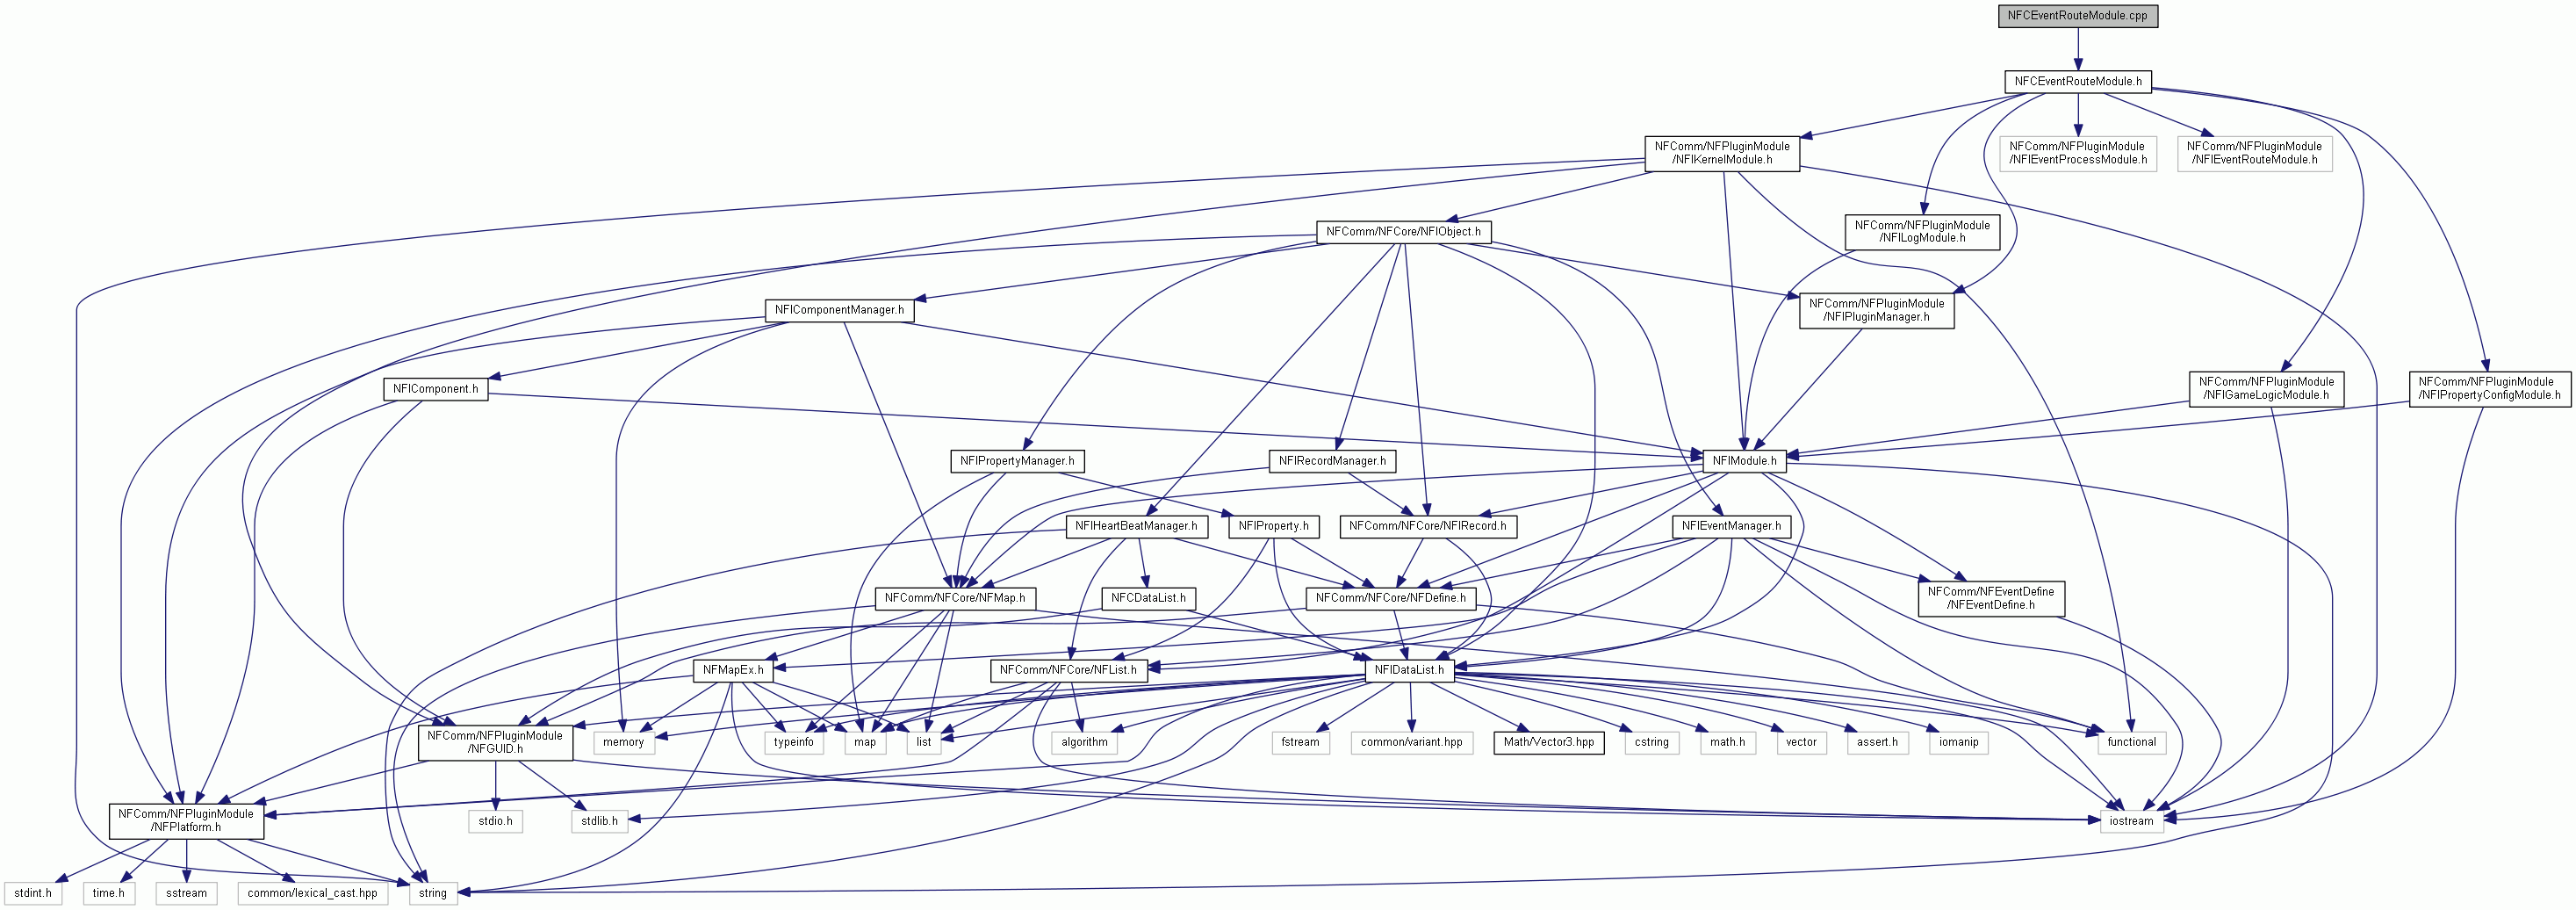 NFCEventRouteModule.cpp
NFCEventRouteModule.h
NFComm/NFPluginModule
/NFIKernelModule.h
NFComm/NFPluginModule
/NFIEventProcessModule.h
NFComm/NFPluginModule
/NFIEventRouteModule.h
NFComm/NFCore/NFIObject.h
NFComm/NFPluginModule
/NFILogModule.h
NFIComponentManager.h
NFComm/NFPluginModule
/NFIPluginManager.h
NFIComponent.h
NFComm/NFPluginModule
/NFIGameLogicModule.h
NFComm/NFPluginModule
/NFIPropertyConfigModule.h
NFIPropertyManager.h
NFIRecordManager.h
NFIModule.h
NFIHeartBeatManager.h
NFIProperty.h
NFComm/NFCore/NFIRecord.h
NFIEventManager.h
NFComm/NFCore/NFMap.h
NFCDataList.h
NFComm/NFCore/NFDefine.h
NFComm/NFEventDefine
/NFEventDefine.h
NFMapEx.h
NFComm/NFCore/NFList.h
NFIDataList.h
NFComm/NFPluginModule
/NFGUID.h
memory
typeinfo
map
list
algorithm
fstream
common/variant.hpp
Math/Vector3.hpp
cstring
math.h
vector
assert.h
iomanip
functional
NFComm/NFPluginModule
/NFPlatform.h
stdio.h
stdlib.h
iostream
stdint.h
time.h
sstream
common/lexical_cast.hpp
string